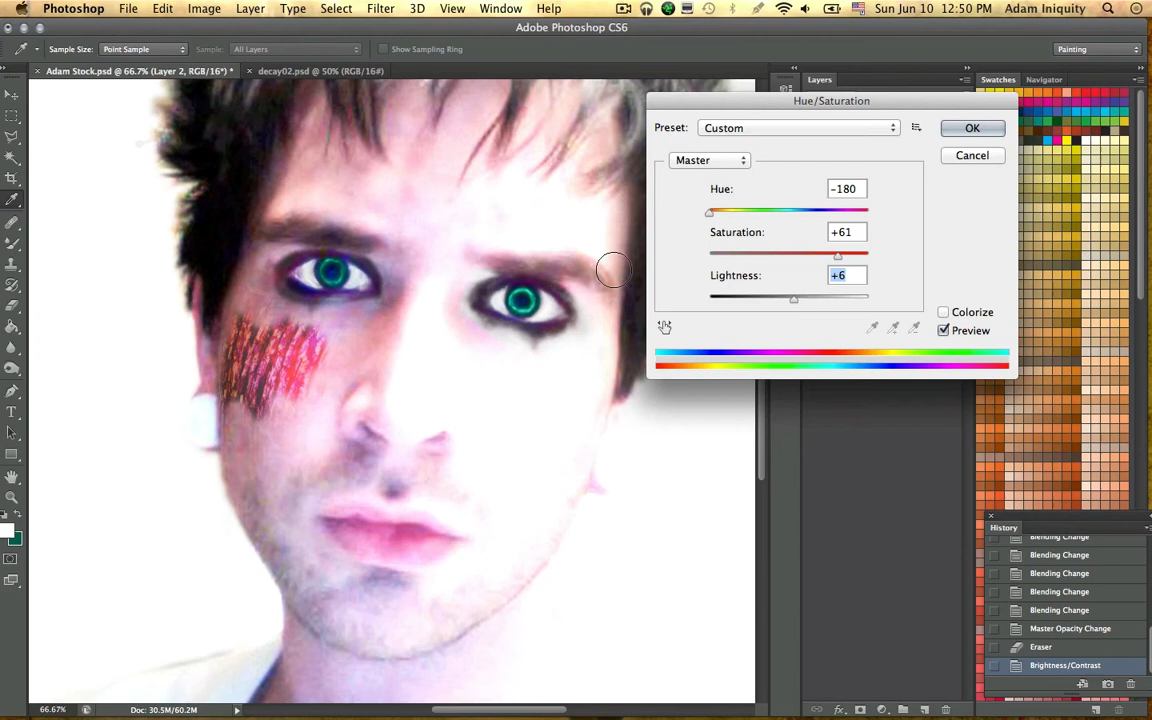 Photoshop File Edit Image Layer Type Select Filter 3D View Window Help Sun Jun 10 12:50 PM Adam Iniquity
Adobe Photoshop CS6
Sample Size: Point Sample Sample: All Layers Show Sampling Ring Painting
Adam Stock.psd @ 66.7% (Layer 2, RGB/16*) * decay02.psd @ 50% (RGB/16#)
Layers
Swatches Navigator
Hue/Saturation
Preset: Custom
OK
Master
Cancel
Hue: -180
Saturation: +61
Lightness: +6
Colorize
Preview
History
Blending Change
Blending Change
Blending Change
Blending Change
Blending Change
Master Opacity Change
Eraser
Brightness/Contrast
66.67% Doc: 30.5M/60.2M